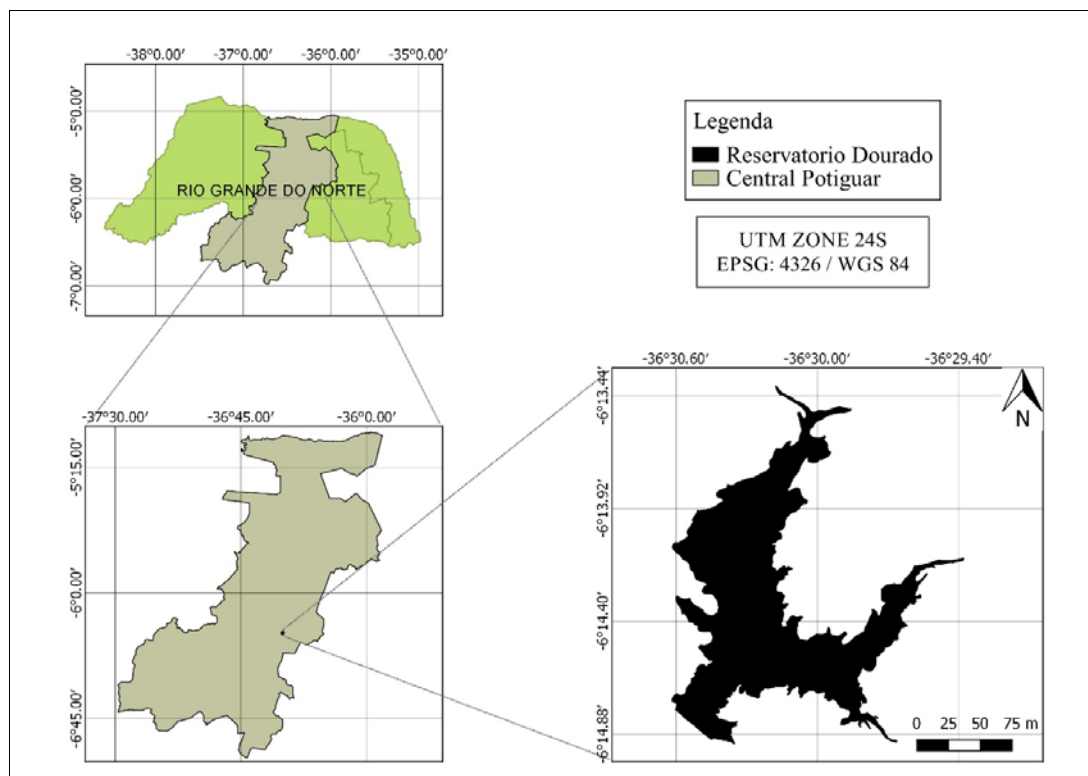 -38°0.00' -37°0.00' -36°0.00' -35°0.00'
-5°0.00'
-6°0.00'
-7°0.00'
RIO GRANDE DO NORTE
Legenda
Reservatorio Dourado
Central Potiguar
UTM ZONE 24S
EPSG: 4326 / WGS 84
-37°30.00' -36°45.00' -36°0.00'
-5°15.00'
-6°0.00'
-6°45.00'
-36°30.60' -36°30.00' -36°29.40'
-6°13.44'
-6°13.92'
-6°14.40'
-6°14.88'
N
0 25 50 75 m